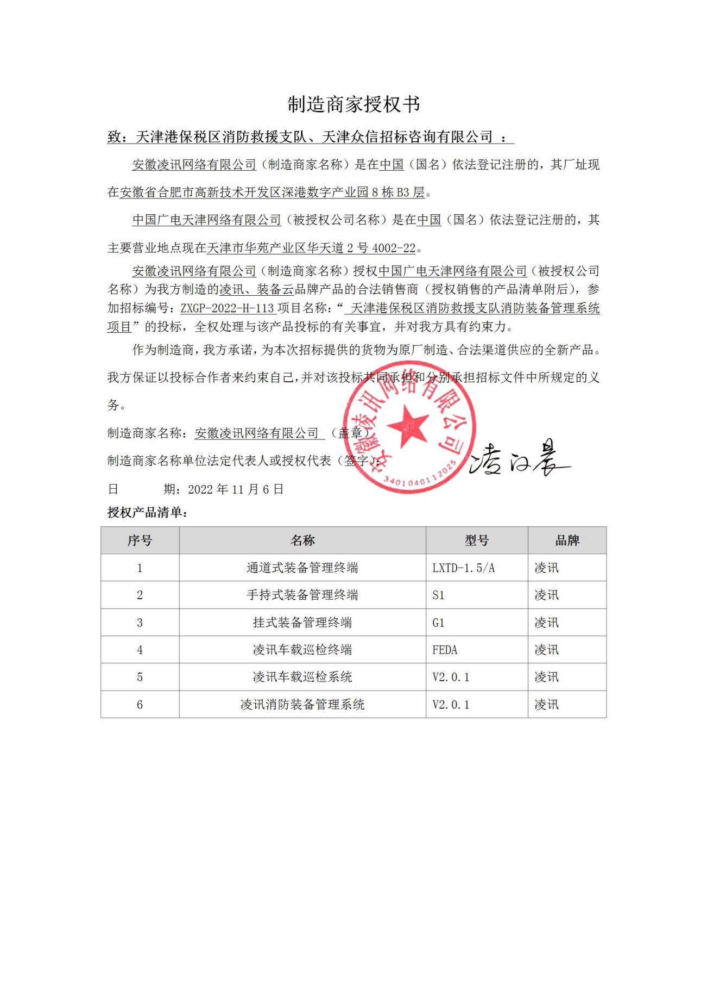 制造商家授权书
致：天津港保税区消防救援支队、天津众信招标咨询有限公司 ：
安徽凌讯网络有限公司（制造商家名称）是在中国（国名）依法登记注册的，其厂址现
在安徽省合肥市高新技术开发区深港数字产业园 8 栋 B3 层。
中国广电天津网络有限公司（被授权公司名称）是在中国（国名）依法登记注册的，其
主要营业地点现在天津市华苑产业区华天道 2 号 4002-22。
安徽凌讯网络有限公司（制造商家名称）授权中国广电天津网络有限公司（被授权公司
名称）为我方制造的凌讯、装备云品牌产品的合法销售商（授权销售的产品清单附后），参
加招标编号：ZXGP-2022-H-113 项目名称：“ 天津港保税区消防救援支队消防装备管理系统
项目”的投标，全权处理与该产品投标的有关事宜，并对我方具有约束力。
作为制造商，我方承诺，为本次招标提供的货物为原厂制造、合法渠道供应的全新产品。
我方保证以投标合作者来约束自己，并对该投标共同承担和分别承担招标文件中所规定的义
务。
制造商家名称：安徽凌讯网络有限公司 （盖章）
制造商家名称单位法定代表人或授权代表（签字）：
日 期：2022 年 11 月 6 日
安徽凌讯网络有限公司
3401040112025
授权产品清单：
序号 名称 型号 品牌
1 通道式装备管理终端 LXTD-1.5/A 凌讯
2 手持式装备管理终端 S1 凌讯
3 挂式装备管理终端 G1 凌讯
4 凌讯车载巡检终端 FEDA 凌讯
5 凌讯车载巡检系统 V2.0.1 凌讯
6 凌讯消防装备管理系统 V2.0.1 凌讯